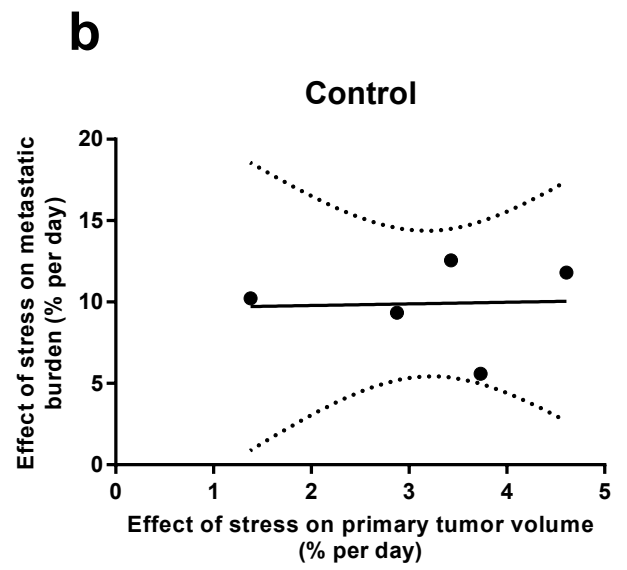 b
Control
Effect of stress on metastatic
burden (% per day)
20
15
10
5
0
0 1 2 3 4 5
Effect of stress on primary tumor volume
(% per day)